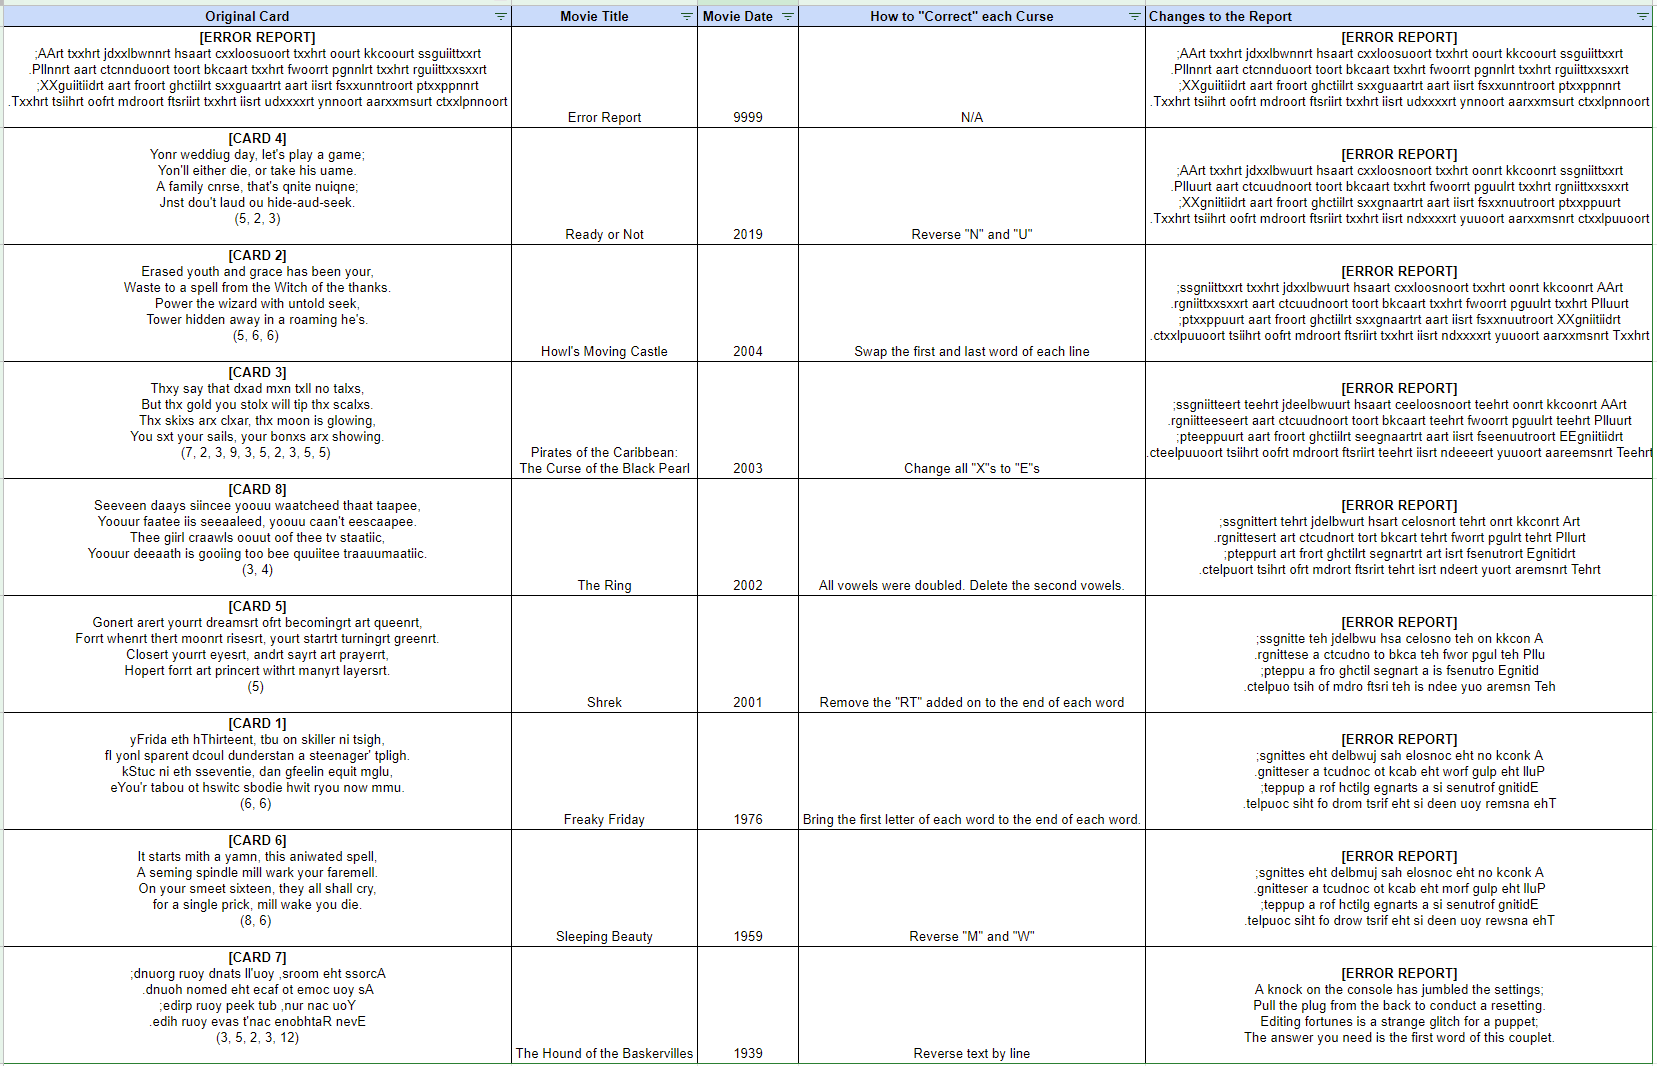 Original Card Movie Title Movie Date How to "Correct" each Curse Changes to the Report
[ERROR REPORT]
;AArt txxhrt jdxxlbwnnrt hsaart cxxloosuoort txxhrt oourt kkcoourt ssguiittxxrt
.Pllnnrt aart ctcnnduoort toort bkcaart txxhrt fwoorrt pgnnlrt txxhrt rguiittxxsxxrt
;XXguiitiidrt aart froort ghctiilrt sxxguaartrt aart iisrt fsxxunntroort ptxxppnnrt
.Txxhrt tsiihrt oofrt mdroort ftsriirt txxhrt iisrt udxxxxrt ynnoort aarxxmsurt ctxxlpnnoort
Error Report
9999
N/A
[ERROR REPORT]
;AArt txxhrt jdxxlbwnnrt hsaart cxxloosuoort txxhrt oourt kkcoourt ssguiittxxrt
.Pllnnrt aart ctcnnduoort toort bkcaart txxhrt fwoorrt pgnnlrt txxhrt rguiittxxsxxrt
;XXguiitiidrt aart froort ghctiilrt sxxguaartrt aart iisrt fsxxunntroort ptxxppnnrt
.Txxhrt tsiihrt oofrt mdroort ftsriirt txxhrt iisrt udxxxxrt ynnoort aarxxmsurt ctxxlpnnoort
[CARD 4]
Yonr weddiug day, let's play a game;
Yon'll either die, or take his uame.
A family cnrse, that's qnite nuiqne;
Jnst dou't laud ou hide-aud-seek.
(5, 2, 3)
Ready or Not
2019
Reverse "N" and "U"
[ERROR REPORT]
;AArt txxhrt jdxxlbwuurt hsaart cxxloosnoort txxhrt oonrt kkcoonrt ssgniittxxrt
.Plluurt aart ctcuudnoort toort bkcaart txxhrt fwoorrt pguulrt txxhrt rgniittxxsxxrt
;XXgniitiidrt aart froort ghctiilrt sxxgnaartrt aart iisrt fsxxnuutroort ptxxppuurt
.Txxhrt tsiihrt oofrt mdroort ftsriirt txxhrt iisrt ndxxxxrt yuuoort aarxxmsnrt ctxxlpuuoort
[CARD 2]
Erased youth and grace has been your,
Waste to a spell from the Witch of the thanks.
Power the wizard with untold seek,
Tower hidden away in a roaming he's.
(5, 6, 6)
Howl's Moving Castle
2004
Swap the first and last word of each line
[ERROR REPORT]
;ssgniittxxrt txxhrt jdxxlbwuurt hsaart cxxloosnoort txxhrt oonrt kkcoonrt AArt
.rgniittxxsxxrt aart ctcuudnoort toort bkcaart txxhrt fwoorrt pguulrt txxhrt Plluurt
;ptxxppuurt aart froort ghctiilrt sxxgnaartrt aart iisrt fsxxnuutroort XXgniitiidrt
.ctxxlpuuoort tsiihrt oofrt mdroort ftsriirt txxhrt iisrt ndxxxxrt yuuoort aarxxmsnrt Txxhrt
[CARD 3]
Thxy say that dxad mxn txll no talxs,
But thx gold you stolx will tip thx scalxs.
Thx skixs arx clxar, thx moon is glowing,
You sxt your sails, your bonxs arx showing.
(7, 2, 3, 9, 3, 5, 2, 3, 5, 5)
Pirates of the Caribbean:
The Curse of the Black Pearl
2003
Change all "X"s to "E"s
[ERROR REPORT]
;ssgniitteert teehrt jdeelbwuurt hsaart ceeloosnoort teehrt oonrt kkcoonrt AArt
.rgniitteeseert aart ctcuudnoort toort bkcaart teehrt fwoorrt pguulrt teehrt Plluurt
;pteeppuurt aart froort ghctiilrt seegnaartrt aart iisrt fseenuutroort EEgniitiidrt
.cteelpuuoort tsiihrt oofrt mdroort ftsriirt teehrt iisrt ndeeeert yuuoort aareemsnrt Teehrt
[CARD 8]
Seeveen daays siincee yoouu waatcheed thaat taapee,
Yoouur faatee iis seeaaleed, yoouu caan't eescaapee.
Thee giirl craawls oouut oof thee tv staatiic,
Yoouur deeaath is gooiing too bee quuiitee traauumaatiic.
(3, 4)
The Ring
2002
All vowels were doubled. Delete the second vowels.
[ERROR REPORT]
;ssgnittert tehrt jdelbwurt hsart celosnort tehrt onrt kkconrt Art
.rgnittesert art ctcudnort tort bkcart tehrt fworrt pgulrt tehrt Pllurt
;pteppurt art frort ghctilrt segnartrt art isrt fsenutrort Egnitidrt
.ctelpuort tsihrt ofrt mdrort ftsrirt tehrt isrt ndeert yuort aremsnrt Tehrt
[CARD 5]
Gonert arert yourrt dreamsrt ofrt becomingrt art queenrt,
Forrt whenrt thert moonrt risesrt, yourt startrt turningrt greenrt.
Closert yourrt eyesrt, andrt sayrt art prayerrt,
Hopert forrt art princert withrt manyrt layersrt.
(5)
Shrek
2001
Remove the "RT" added on to the end of each word
[ERROR REPORT]
;ssgnitte teh jdelbwu hsa celosno teh on kkcon A
.rgnittese a ctcudno to bkca teh fwor pgul teh Pllu
;pteppu a fro ghctil segnart a is fsenutro Egnitid
.ctelpuo tsih of mdro ftsri teh is ndee yuo aremsn Teh
[CARD 1]
yFrida eth hThirteent, tbu on skiller ni tsigh,
fI yonl sparent dcoul dunderstan a steenager' tpligh.
kStuc ni eth sseventie, dan gfeelin equit mglu,
eYou'r tabou ot hswitc sbodie hwit ryou now mmu.
(6, 6)
Freaky Friday
1976
Bring the first letter of each word to the end of each word.
[ERROR REPORT]
;sgnittes eht delbwuj sah elosnoc eht no kconk A
.gnitteser a tcudnoc ot kcab eht worf gulp eht lluP
;teppup a rof hctilg egnarts a si senutrof gnitidE
.telpuoc siht fo drom tsrif eht si deen uoy remsna ehT
[CARD 6]
It starts mith a yamn, this aniwated spell,
A seming spindle mill wark your faremell.
On your smeet sixteen, they all shall cry,
for a single prick, mill wake you die.
(8, 6)
Sleeping Beauty
1959
Reverse "M" and "W"
[ERROR REPORT]
;sgnittes eht delbmuj sah elosnoc eht no kconk A
.gnitteser a tcudnoc ot kcab eht morf gulp eht lluP
;teppup a rof hctilg egnarts a si senutrof gnitidE
.telpuoc siht fo drow tsrif eht si deen uoy rewsna ehT
[CARD 7]
;dnuorg ruoy dnats ll'uoy ,sroom eht ssorcA
.dnuoh nomed eht ecaf ot emoc uoy sA
;edirp ruoy peek tub ,nur nac uoY
.edih ruoy evas t'nac enobhtaR nevE
(3, 5, 2, 3, 12)
The Hound of the Baskervilles
1939
Reverse text by line
[ERROR REPORT]
A knock on the console has jumbled the settings;
Pull the plug from the back to conduct a resetting.
Editing fortunes is a strange glitch for a puppet;
The answer you need is the first word of this couplet.